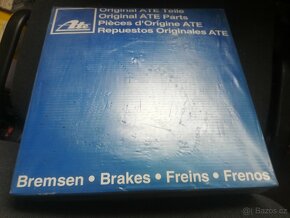 Original ATE Teile
Original ATE Parts
Pièces d'Origine ATE
Repuestos Originales ATE
Ate
Bremsen • Brakes • Freins • Frenos
Bazos.cz